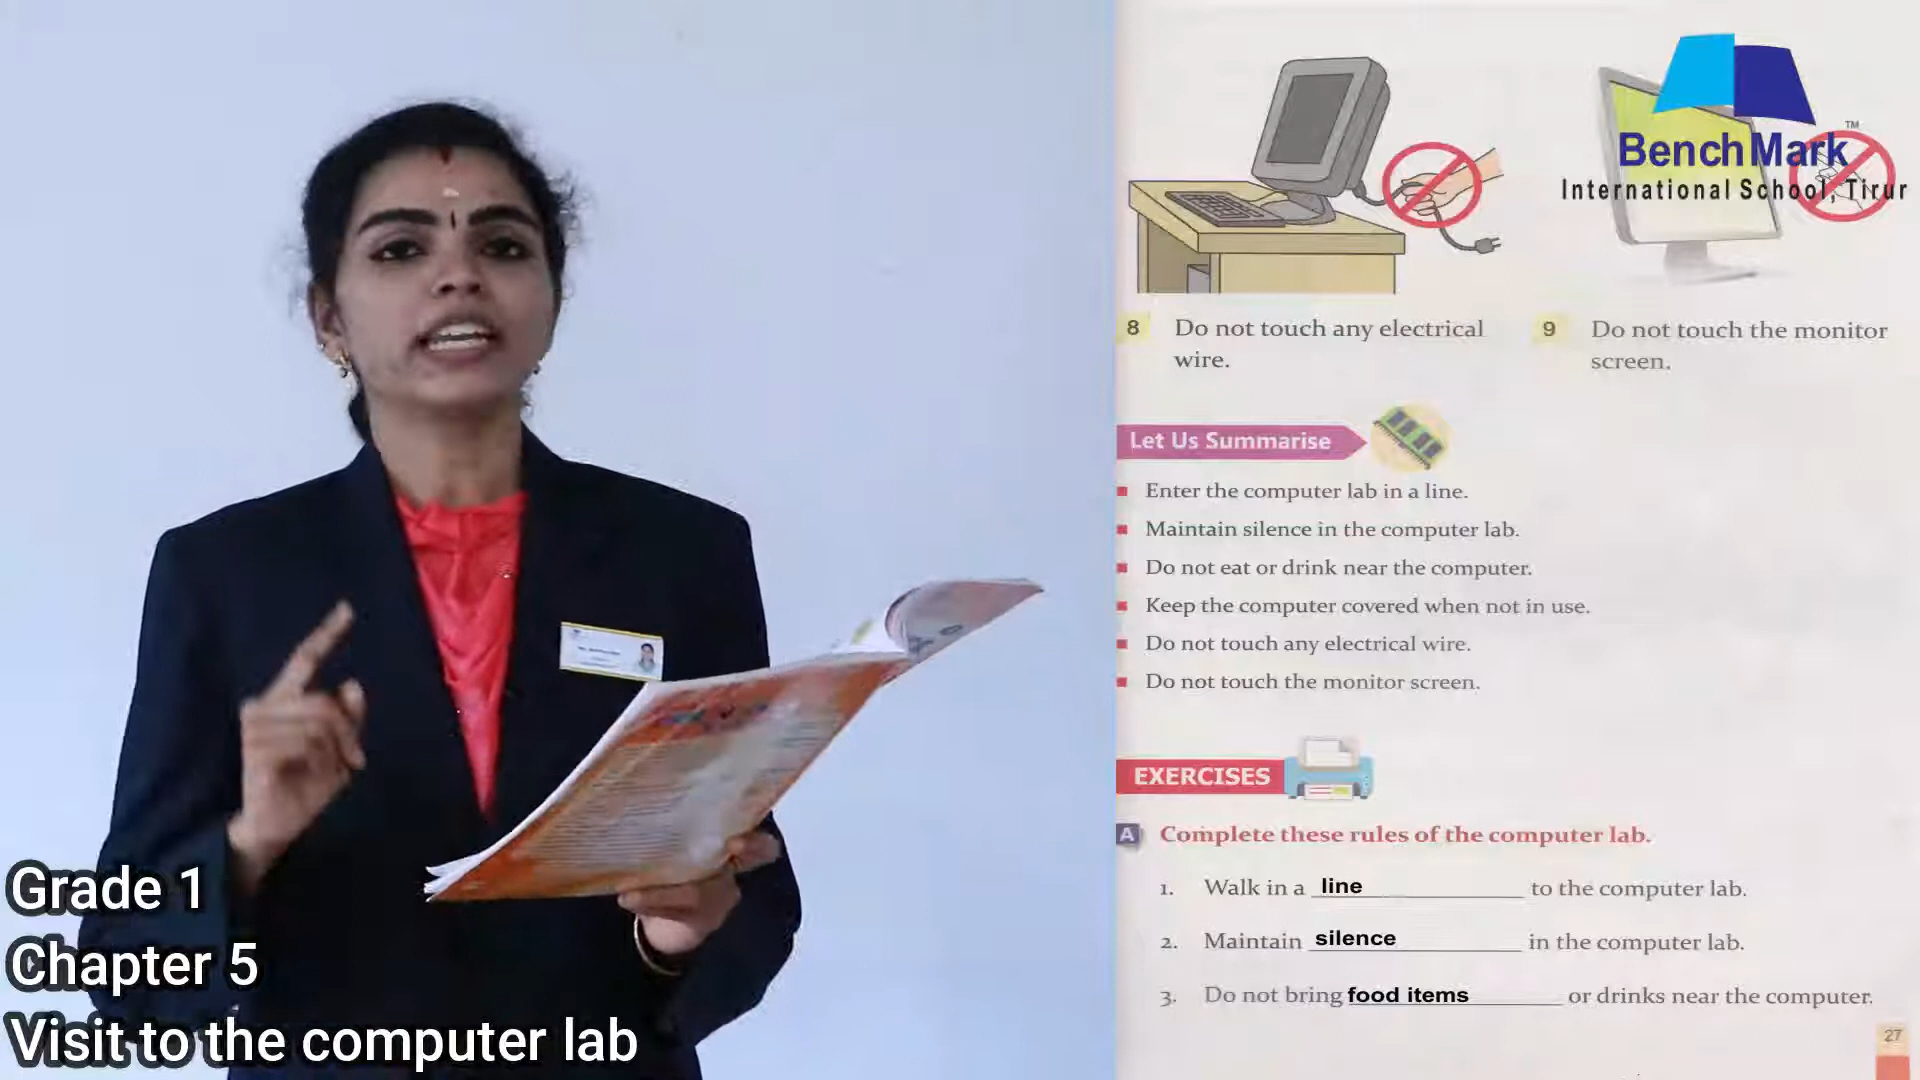 BenchMark
TM
International School, Tirur
8 Do not touch any electrical
wire.
9 Do not touch the monitor
screen.
Let Us Summarise
Enter the computer lab in a line.
Maintain silence in the computer lab.
Do not eat or drink near the computer.
Keep the computer covered when not in use.
Do not touch any electrical wire.
Do not touch the monitor screen.
EXERCISES
A Complete these rules of the computer lab.
1. Walk in a line to the computer lab.
2. Maintain silence in the computer lab.
3. Do not bring food items or drinks near the computer.
27
Grade 1
Chapter 5
Visit to the computer lab